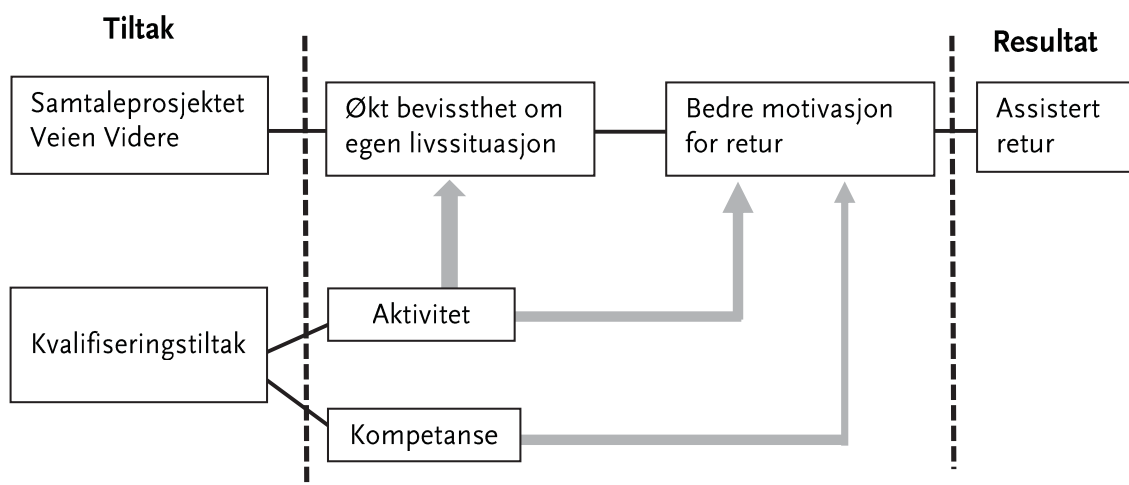 Tiltak
Resultat
Samtaleprosjektet
Veien Videre
Økt bevissthet om
egen livssituasjon
Bedre motivasjon
for retur
Assistert
retur
Kvalifiseringstiltak
Aktivitet
Kompetanse